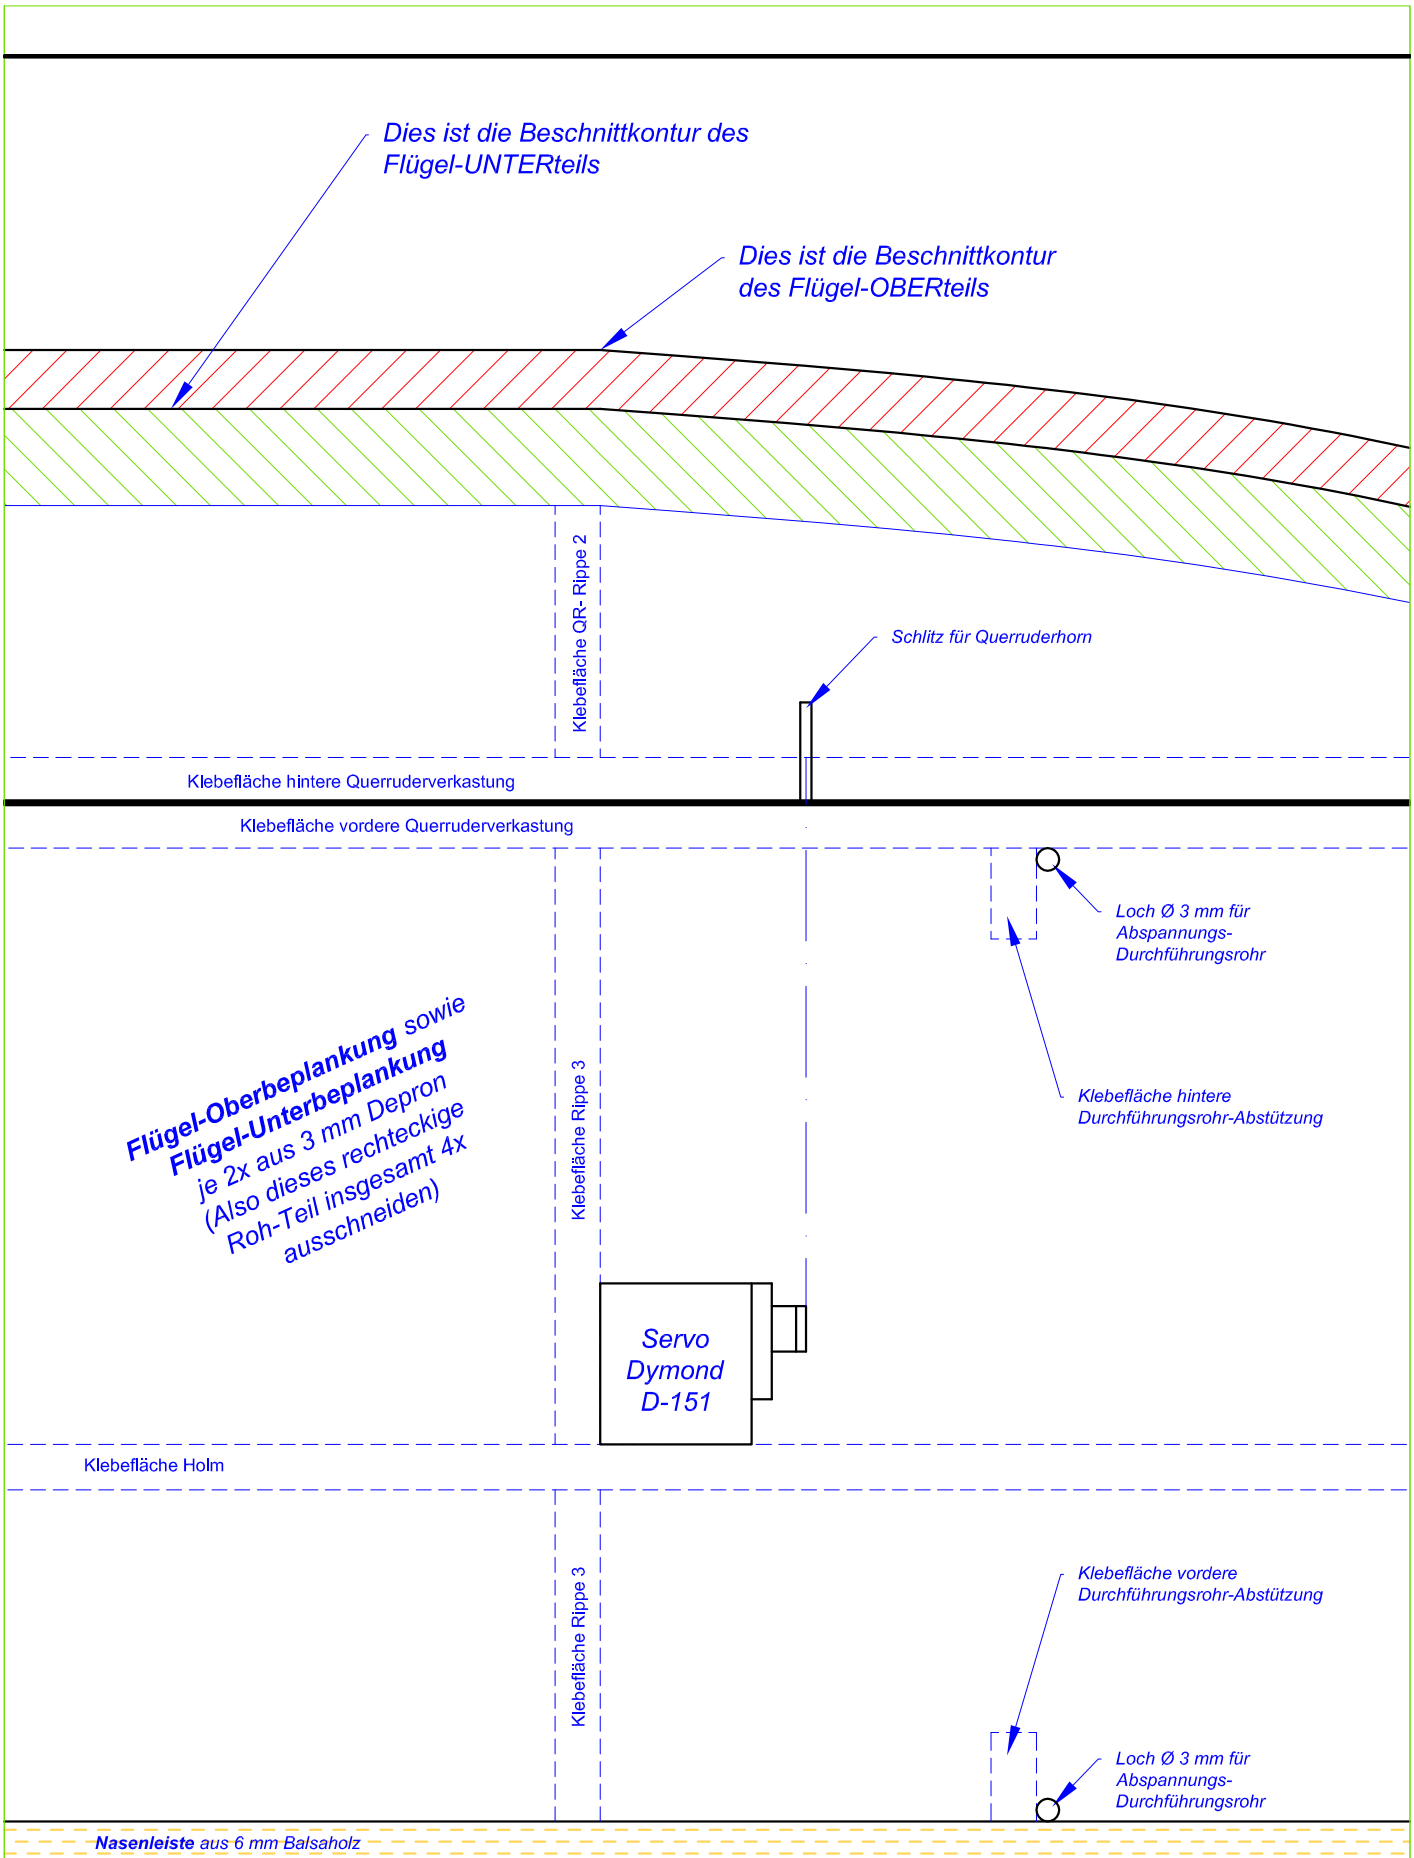 Dies ist die Beschnittkontur des
Flügel-UNTERteils
Dies ist die Beschnittkontur
des Flügel-OBERteils
Klebefläche QR- Rippe 2
Schlitz für Querruderhorn
Klebefläche hintere Querruderverkastung
Klebefläche vordere Querruderverkastung
Loch Ø 3 mm für
Abspannungs-
Durchführungsrohr
Flügel-Oberbeplankung sowie
Flügel-Unterbeplankung
je 2x aus 3 mm Depron
(Also dieses rechteckige
Roh-Teil insgesamt 4x
ausschneiden)
Klebefläche Rippe 3
Klebefläche hintere
Durchführungsrohr-Abstützung
Servo
Dymond
D-151
Klebefläche Holm
Klebefläche Rippe 3
Klebefläche vordere
Durchführungsrohr-Abstützung
Loch Ø 3 mm für
Abspannungs-
Durchführungsrohr
Nasenleiste aus 6 mm Balsaholz